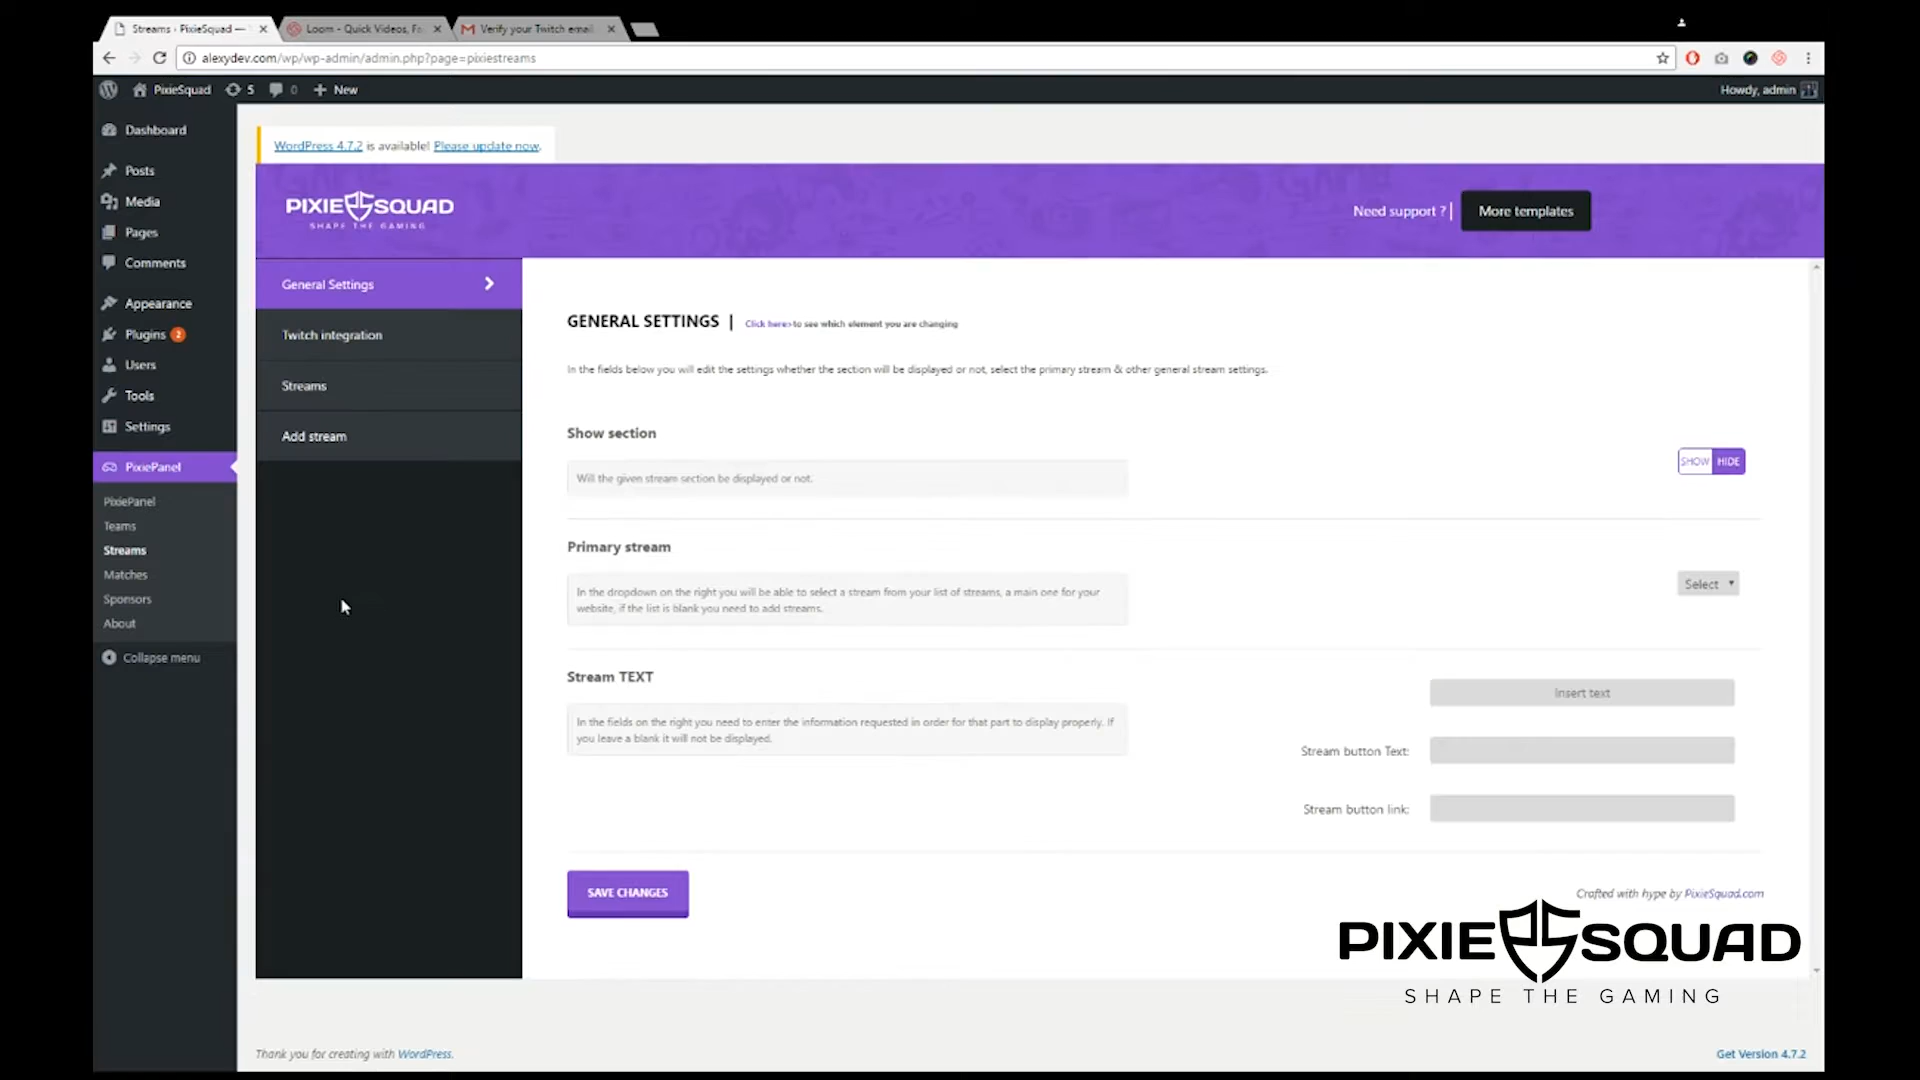 Streams · PixieSquad —
Loom - Quick Videos, Fa
Verify your Twitch email
alexydev.com/wp/wp-admin/admin.php?page=pixiestreams
PixieSquad
5
0
New
Howdy, admin
Dashboard
Posts
Media
Pages
Comments
Appearance
Plugins 2
Users
Tools
Settings
PixiePanel
PixiePanel
Teams
Streams
Matches
Sponsors
About
Collapse menu
WordPress 4.7.2 is available! Please update now.
PIXIE PS SQUAD
SHAPE THE GAMING
Need support ? |
More templates
General Settings
Twitch integration
Streams
Add stream
GENERAL SETTINGS | Click here> to see which element you are changing
In the fields below you will edit the settings whether the section will be displayed or not, select the primary stream & other general stream settings.
Show section
Will the given stream section be displayed or not.
SHOW HIDE
Primary stream
In the dropdown on the right you will be able to select a stream from your list of streams, a main one for your
website, if the list is blank you need to add streams.
Select
Stream TEXT
In the fields on the right you need to enter the information requested in order for that part to display properly. If
you leave a blank it will not be displayed.
Insert text
Stream button Text:
Stream button link:
SAVE CHANGES
Crafted with hype by PixieSquad.com
PIXIE PS SQUAD
SHAPE THE GAMING
Thank you for creating with WordPress.
Get Version 4.7.2